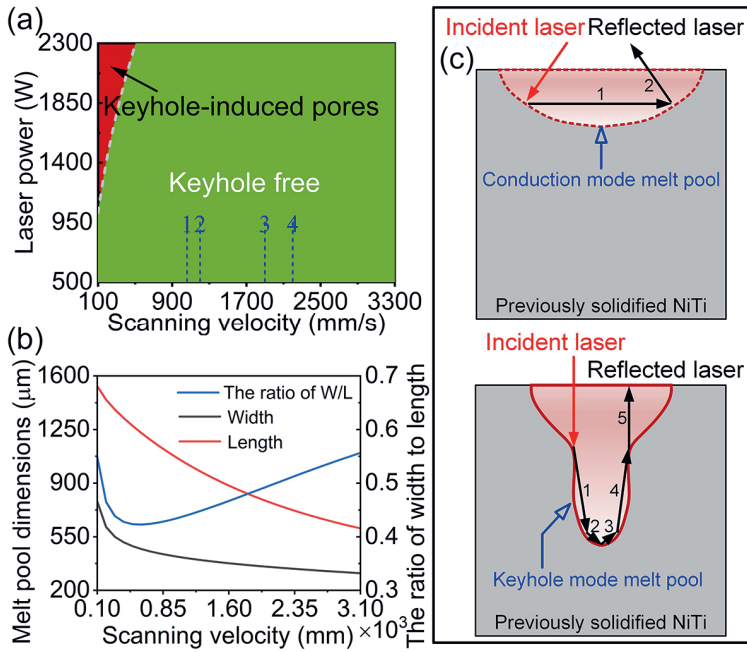 (a)
2300
1850
1400
950
500
Laser power (W)
Keyhole-induced pores
Keyhole free
1 2 3 4
100 900 1700 2500 3300
Scanning velocity (mm/s)
(b)
1600
1250
900
550
200
Melt pool dimensions (μm)
The ratio of W/L
Width
Length
0.7
0.6
0.5
0.4
0.3
The ratio of width to length
0.10 0.85 1.60 2.35 3.10
Scanning velocity (mm) ×10³
(c)
Incident laser Reflected laser
1 2
Conduction mode melt pool
Previously solidified NiTi
Incident laser
Reflected laser
5
1 4
2 3
Keyhole mode melt pool
Previously solidified NiTi